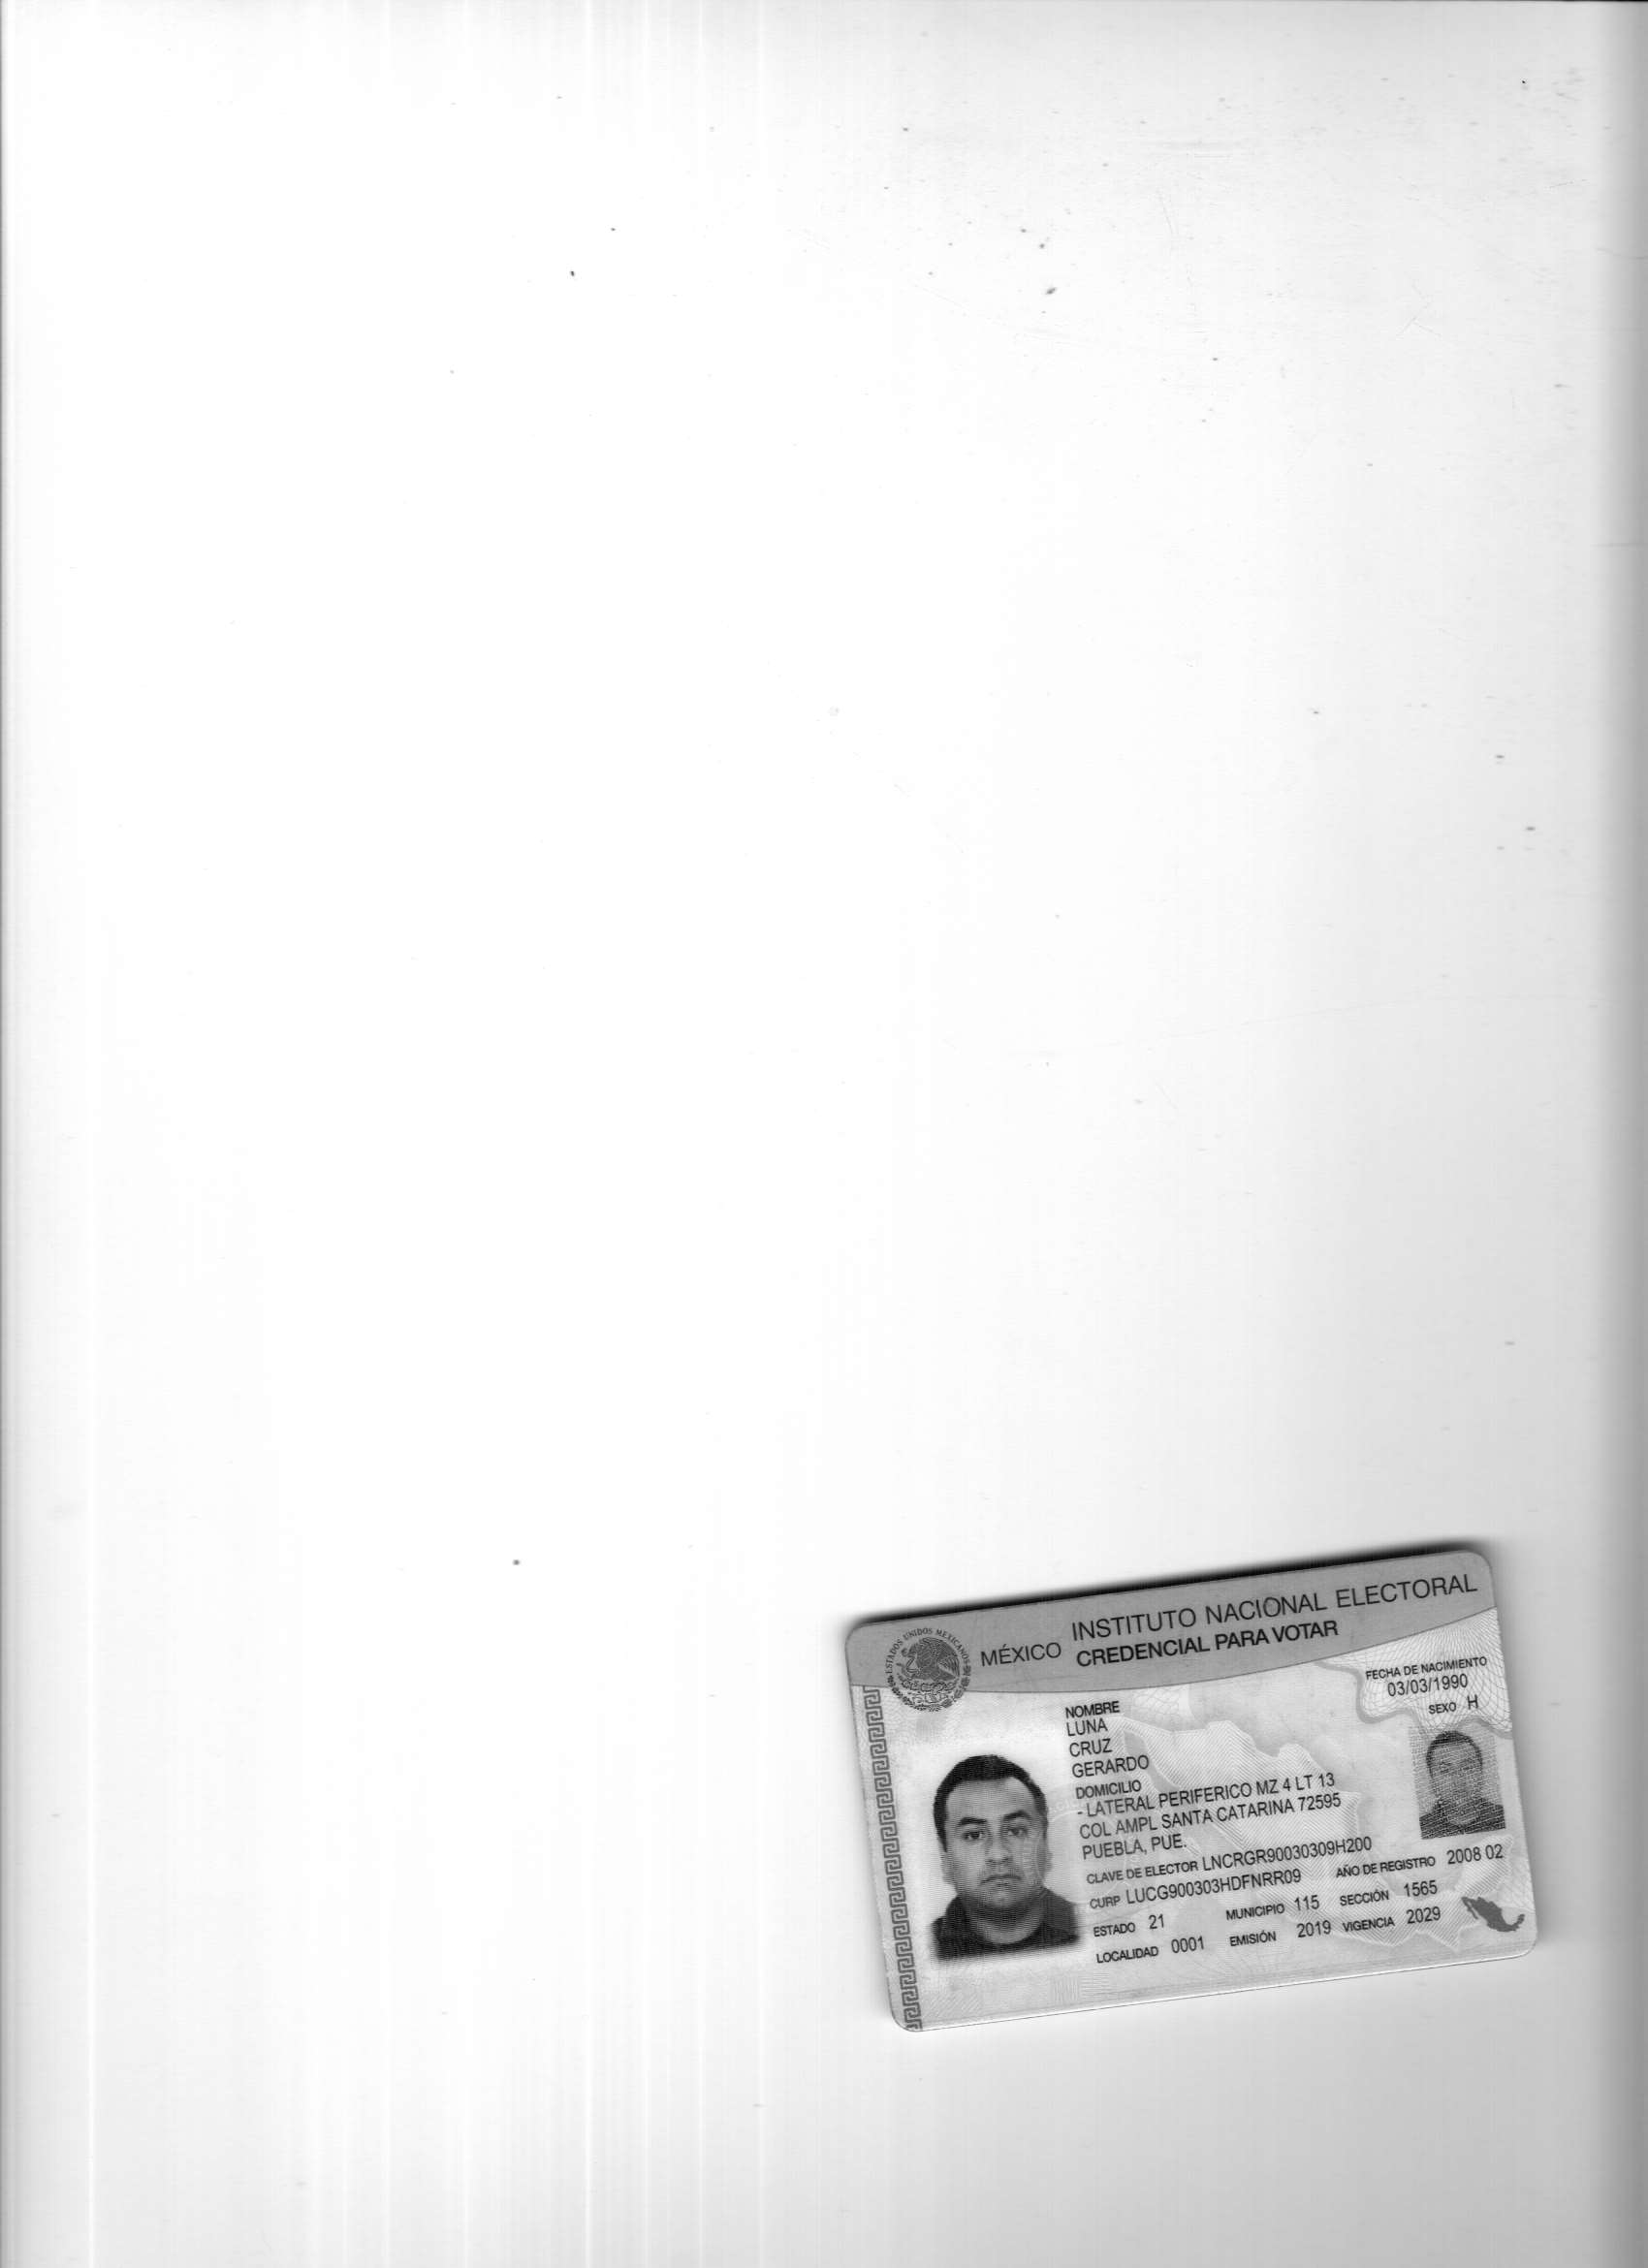 ESTADOS UNIDOS MEXICANOS
MÉXICO
INSTITUTO NACIONAL ELECTORAL
CREDENCIAL PARA VOTAR
FECHA DE NACIMIENTO
03/03/1990
SEXO H
NOMBRE
LUNA
CRUZ
GERARDO
DOMICILIO
- LATERAL PERIFERICO MZ 4 LT 13
COL AMPL SANTA CATARINA 72595
PUEBLA, PUE.
CLAVE DE ELECTOR LNCRGR90030309H200
CURP LUCG900303HDFNRR09 AÑO DE REGISTRO 2008 02
ESTADO 21 MUNICIPIO 115 SECCIÓN 1565
LOCALIDAD 0001 EMISIÓN 2019 VIGENCIA 2029